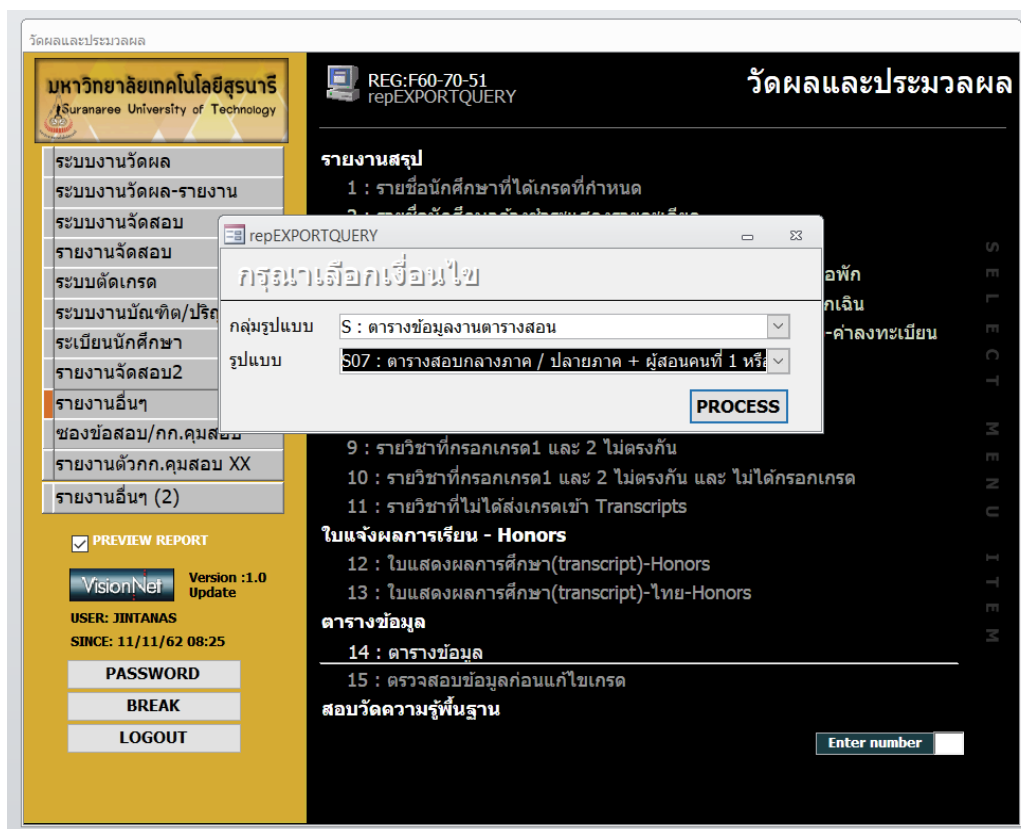 วัดผลและประมวลผล
มหาวิทยาลัยเทคโนโลยีสุรนารี
Suranaree University of Technology
REG:F60-70-51
repEXPORTQUERY
วัดผลและประมวลผล
ระบบงานวัดผล
ระบบงานวัดผล-รายงาน
ระบบงานจัดสอบ
รายงานจัดสอบ
ระบบตัดเกรด
ระบบงานบัณฑิต/ปริญ
ระเบียนนักศึกษา
รายงานจัดสอบ2
รายงานอื่นๆ
ซองข้อสอบ/กก.คุมสอบ
รายงานตัวกก.คุมสอบ XX
รายงานอื่นๆ (2)
PREVIEW REPORT
VisionNet
Version :1.0
Update
USER: JINTANAS
SINCE: 11/11/62 08:25
PASSWORD
BREAK
LOGOUT
รายงานสรุป
1 : รายชื่อนักศึกษาที่ได้เกรดที่กำหนด
repEXPORTQUERY
กรุณาเลือกเงื่อนไข
กลุ่มรูปแบบ
S : ตารางข้อมูลงานตารางสอน
รูปแบบ
S07 : ตารางสอบกลางภาค / ปลายภาค + ผู้สอนคนที่ 1 หรือ
PROCESS
อพัก
กเฉิน
-ค่าลงทะเบียน
9 : รายวิชาที่กรอกเกรด1 และ 2 ไม่ตรงกัน
10 : รายวิชาที่กรอกเกรด1 และ 2 ไม่ตรงกัน และ ไม่ได้กรอกเกรด
11 : รายวิชาที่ไม่ได้ส่งเกรดเข้า Transcripts
ใบแจ้งผลการเรียน - Honors
12 : ใบแสดงผลการศึกษา(transcript)-Honors
13 : ใบแสดงผลการศึกษา(transcript)-ไทย-Honors
ตารางข้อมูล
14 : ตารางข้อมูล
15 : ตรวจสอบข้อมูลก่อนแก้ไขเกรด
สอบวัดความรู้พื้นฐาน
Enter number
SELECT MENU ITEM